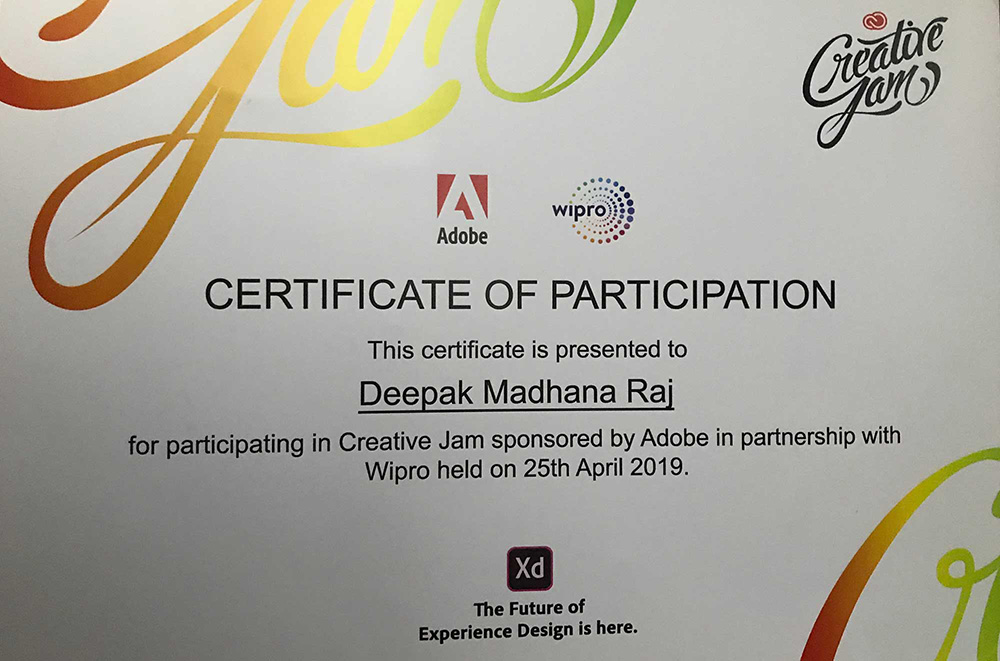 Jam
Creative
Jam
Adobe
wipro
CERTIFICATE OF PARTICIPATION
This certificate is presented to
Deepak Madhana Raj
for participating in Creative Jam sponsored by Adobe in partnership with
Wipro held on 25th April 2019.
Xd
The Future of
Experience Design is here.